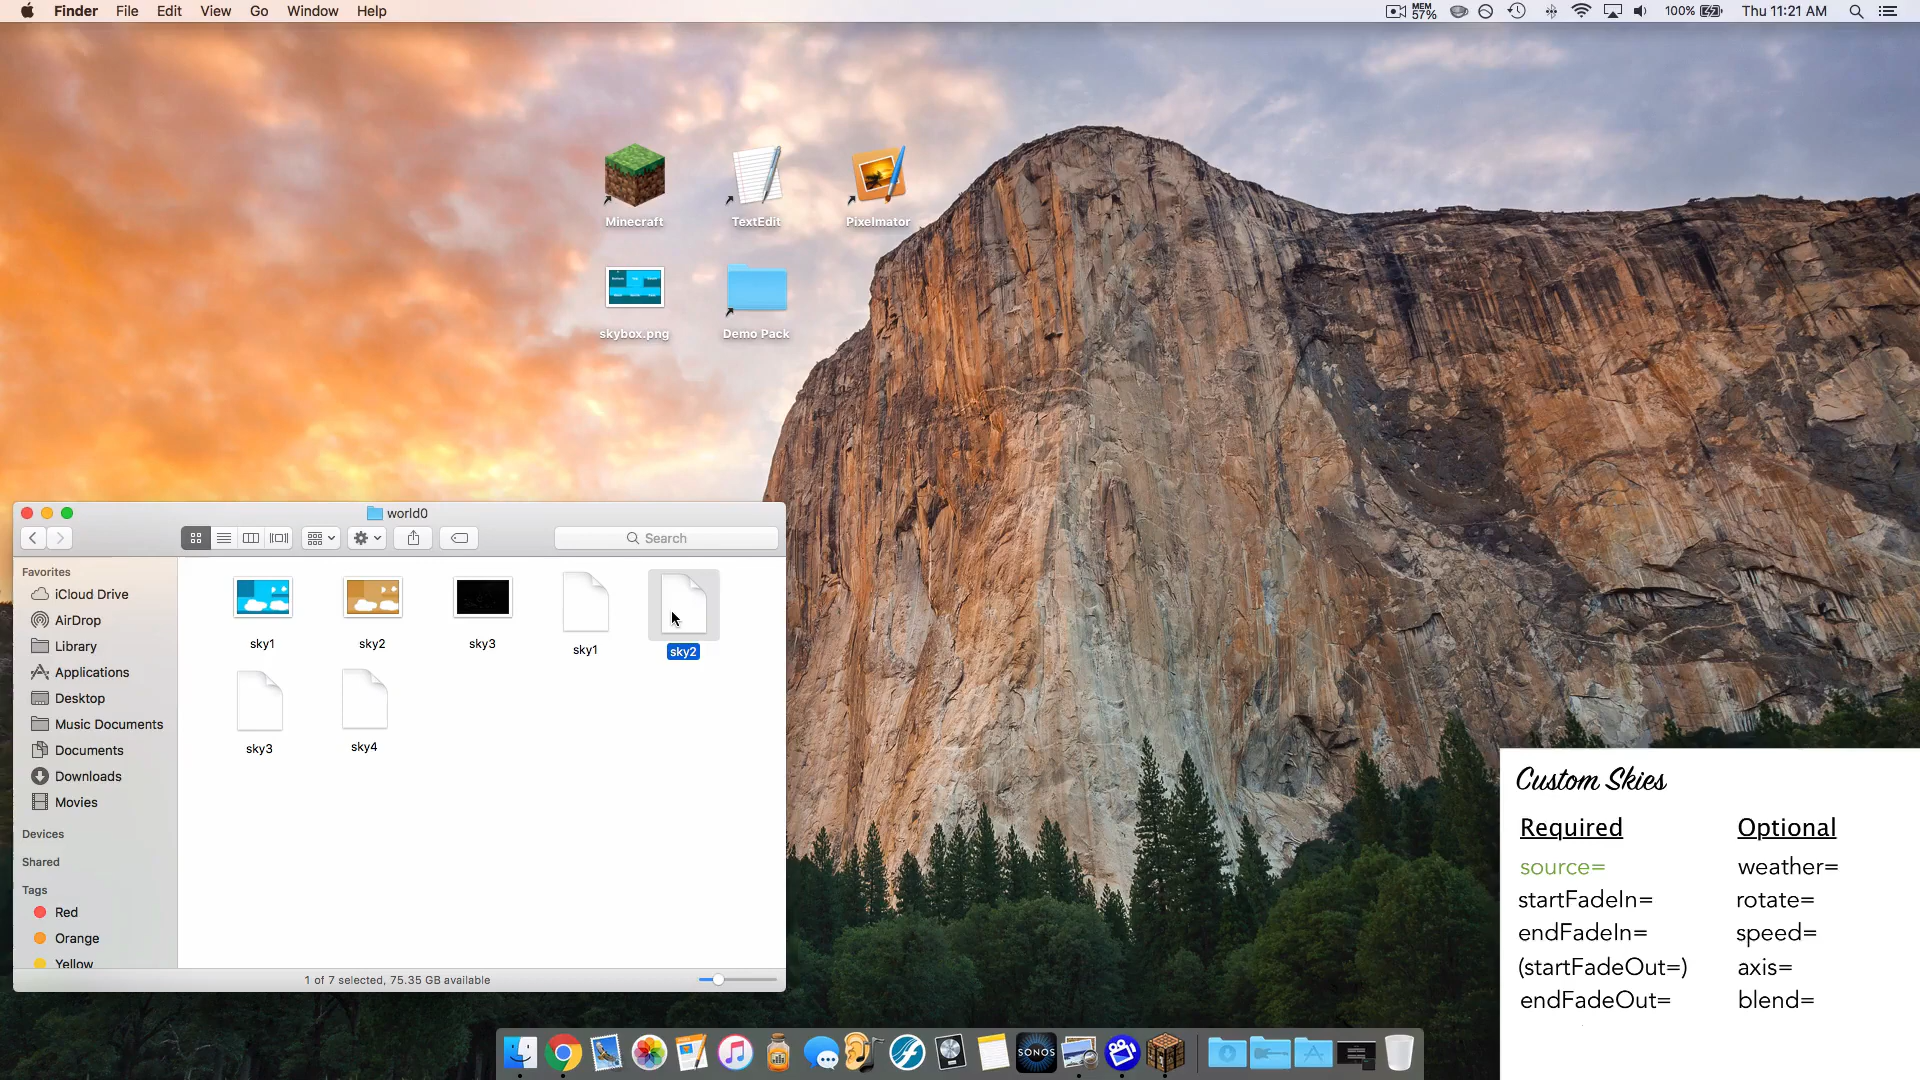 Finder File Edit View Go Window Help
MEM
57%
100%
Thu 11:21 AM
Minecraft TextEdit Pixelmator
skybox.png Demo Pack
world0
Search
Favorites
iCloud Drive
AirDrop
Library
Applications
Desktop
Music Documents
Documents
Downloads
Movies
Devices
Shared
Tags
Red
Orange
Yellow
sky1 sky2 sky3 sky1 sky2
sky3 sky4
1 of 7 selected, 75.35 GB available
Custom Skies
Required Optional
source= weather=
startFadeIn= rotate=
endFadeIn= speed=
(startFadeOut=) axis=
endFadeOut= blend=
SONOS